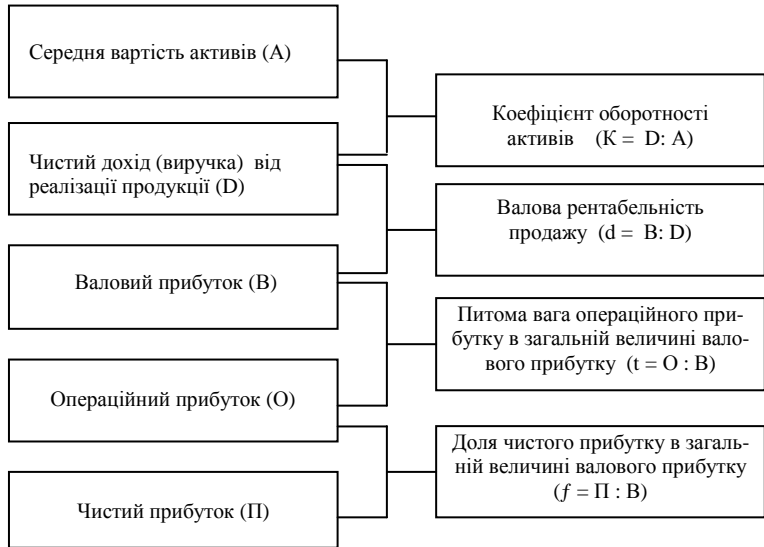 Середня вартість активів (А)
Чистий дохід (виручка) від
реалізації продукції (D)
Валовий прибуток (В)
Операційний прибуток (О)
Чистий прибуток (П)
Коефіцієнт оборотності
активів (К = D: А)
Валова рентабельність
продажу (d = В: D)
Питома вага операційного при-
бутку в загальній величині вало-
вого прибутку (t = О : В)
Доля чистого прибутку в загаль-
ній величині валового прибутку
(ƒ = П : В)